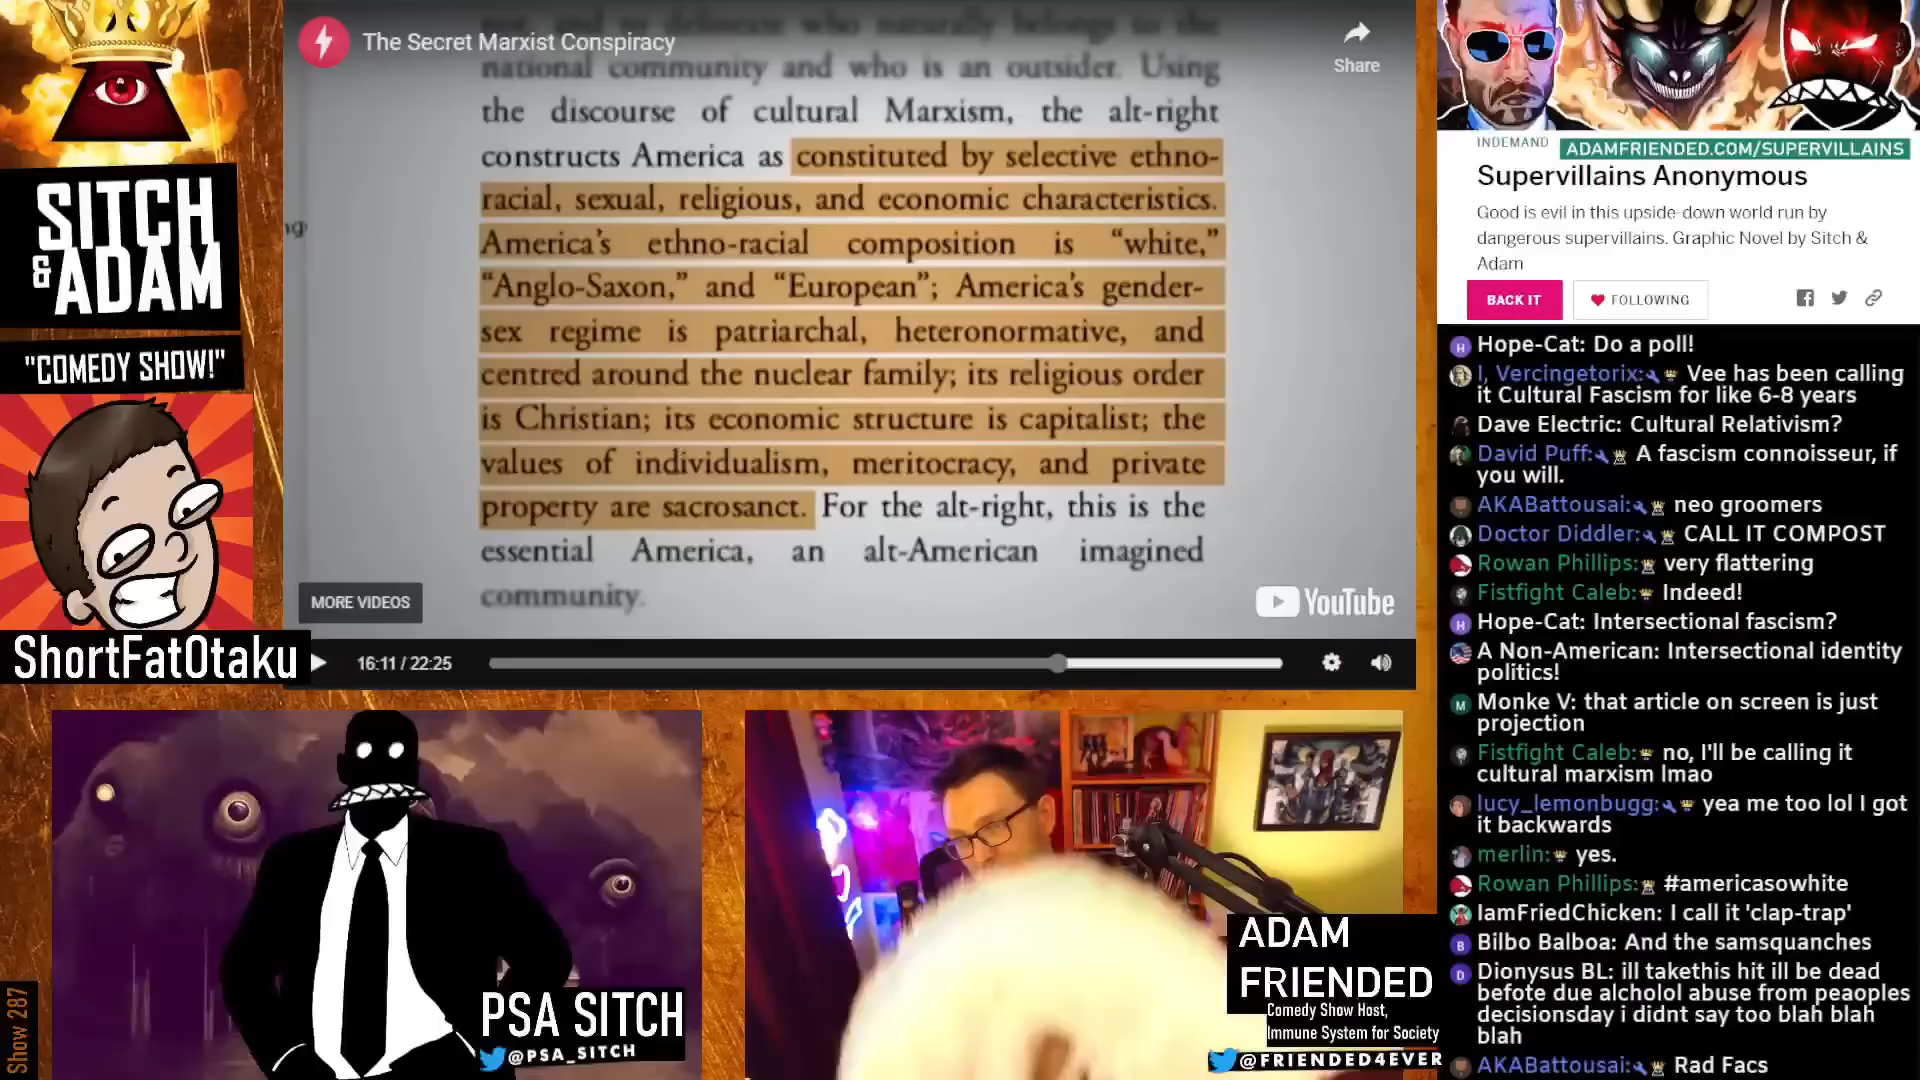 The Secret Marxist Conspiracy
Share
national community and who is an outsider. Using
the discourse of cultural Marxism, the alt-right
constructs America as constituted by selective ethno-
racial, sexual, religious, and economic characteristics.
America's ethno-racial composition is "white,"
"Anglo-Saxon," and "European"; America's gender-
sex regime is patriarchal, heteronormative, and
centred around the nuclear family; its religious order
is Christian; its economic structure is capitalist; the
values of individualism, meritocracy, and private
property are sacrosanct. For the alt-right, this is the
essential America, an alt-American imagined
community.
MORE VIDEOS
YouTube
16:11 / 22:25
SITCH
& ADAM
"COMEDY SHOW!"
ShortFatOtaku
Show 287
PSA SITCH
@PSA_SITCH
ADAM
FRIENDED
Comedy Show Host,
Immune System for Society
@FRIENDED4EVER
INDEMAND
ADAMFRIENDED.COM/SUPERVILLAINS
Supervillains Anonymous
Good is evil in this upside-down world run by
dangerous supervillains. Graphic Novel by Sitch &
Adam
BACK IT
FOLLOWING
Hope-Cat: Do a poll!
I, Vercingetorix: Vee has been calling
it Cultural Fascism for like 6-8 years
Dave Electric: Cultural Relativism?
David Puff: A fascism connoisseur, if
you will.
AKABattousai: neo groomers
Doctor Diddler: CALL IT COMPOST
Rowan Phillips: very flattering
Fistfight Caleb: Indeed!
Hope-Cat: Intersectional fascism?
A Non-American: Intersectional identity
politics!
Monke V: that article on screen is just
projection
Fistfight Caleb: no, I'll be calling it
cultural marxism lmao
lucy_lemonbugg: yea me too lol I got
it backwards
merlin: yes.
Rowan Phillips: #americasowhite
IamFriedChicken: I call it 'clap-trap'
Bilbo Balboa: And the samsquanches
Dionysus BL: ill takethis hit ill be dead
befote due alcholol abuse from peaoples
decisionsday i didnt say too blah blah
blah
AKABattousai: Rad Facs